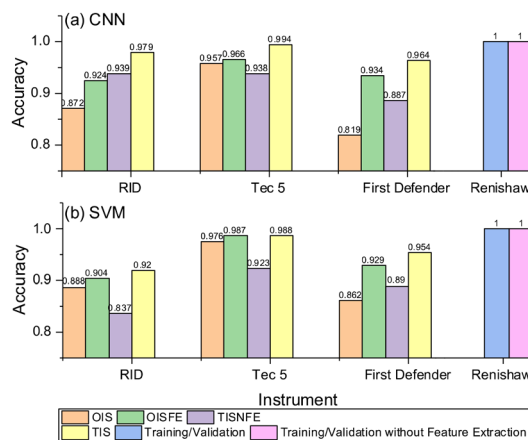 (a) CNN
Accuracy
1.0
0.9
0.8
0.872
0.924
0.939
0.979
0.957
0.966
0.938
0.994
0.819
0.934
0.887
0.964
1
1
RID
Tec 5
First Defender
Renishaw
(b) SVM
Accuracy
1.0
0.9
0.8
0.888
0.904
0.837
0.92
0.976
0.987
0.923
0.988
0.862
0.929
0.89
0.954
1
1
RID
Tec 5
First Defender
Renishaw
Instrument
OIS OISFE TISNFE
TIS Training/Validation Training/Validation without Feature Extraction